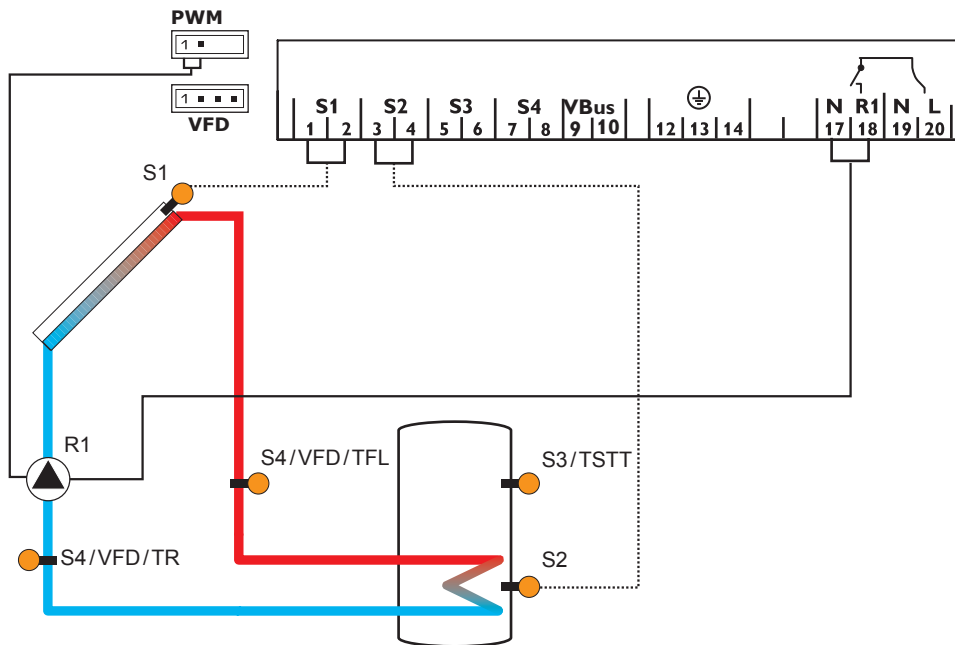 PWM
1
1
VFD
S1 S2 S3 S4 VBus N R1 N L
1 2 3 4 5 6 7 8 9 10 12 13 14 17 18 19 20
S1
R1
S4/VFD/TFL
S3/TSTT
S4/VFD/TR
S2